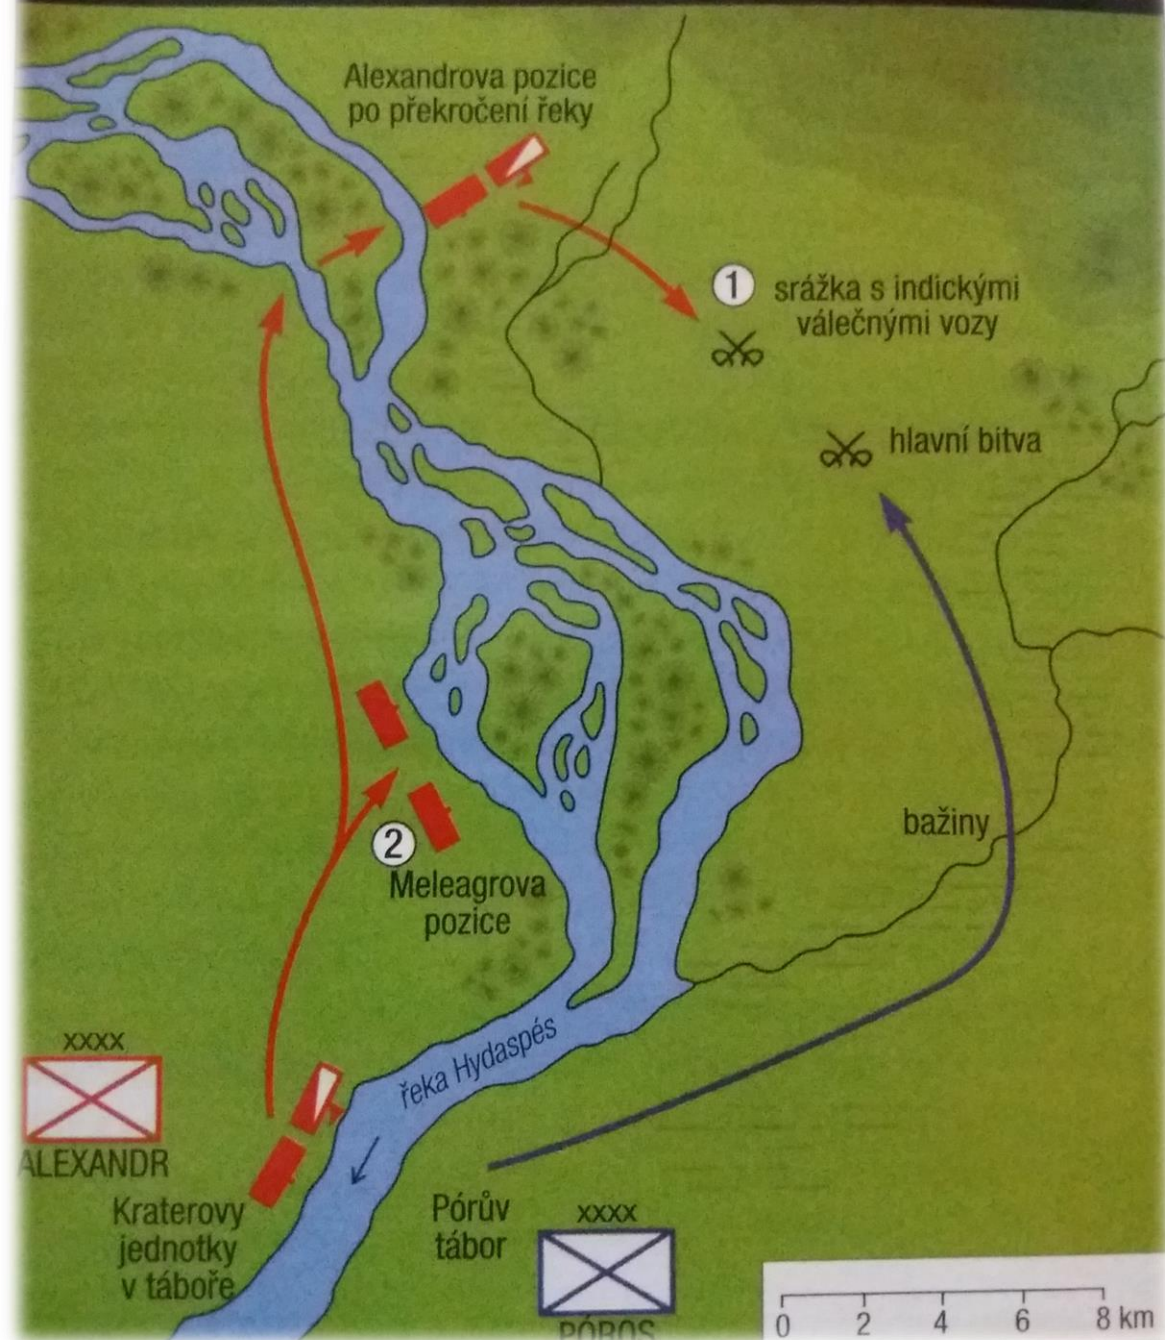 Alexandrova pozice
po překročení řeky
1
srážka s indickými
válečnými vozy
hlavní bitva
bažiny
2
Meleagrova
pozice
řeka Hydaspés
xxxx
ALEXANDR
Kraterovy
jednotky
v táboře
Pórův
tábor
xxxx
PÓROS
0 2 4 6 8 km